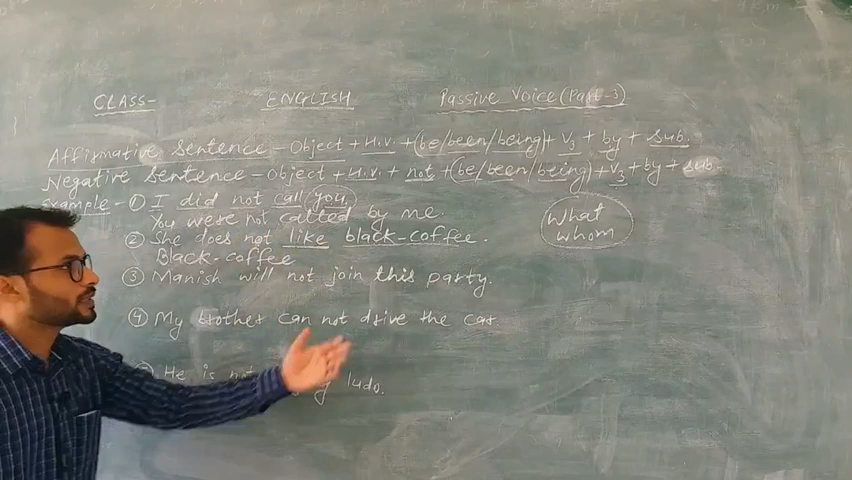 CLASS- ENGLISH Passive Voice (Part-3)
Affirmative Sentence - Object + H.V. + (be/been/being) + V3 + by + sub.
Negative Sentence - Object + H.V. + not + (be/been/being) + V3 + by + sub.
Example - ① I did not call you.
You were not called by me.
What
whom
② She does not like black-coffee.
Black-coffee
③ Manish will not join this party.
④ My brother can not drive the car
He is not ludo.